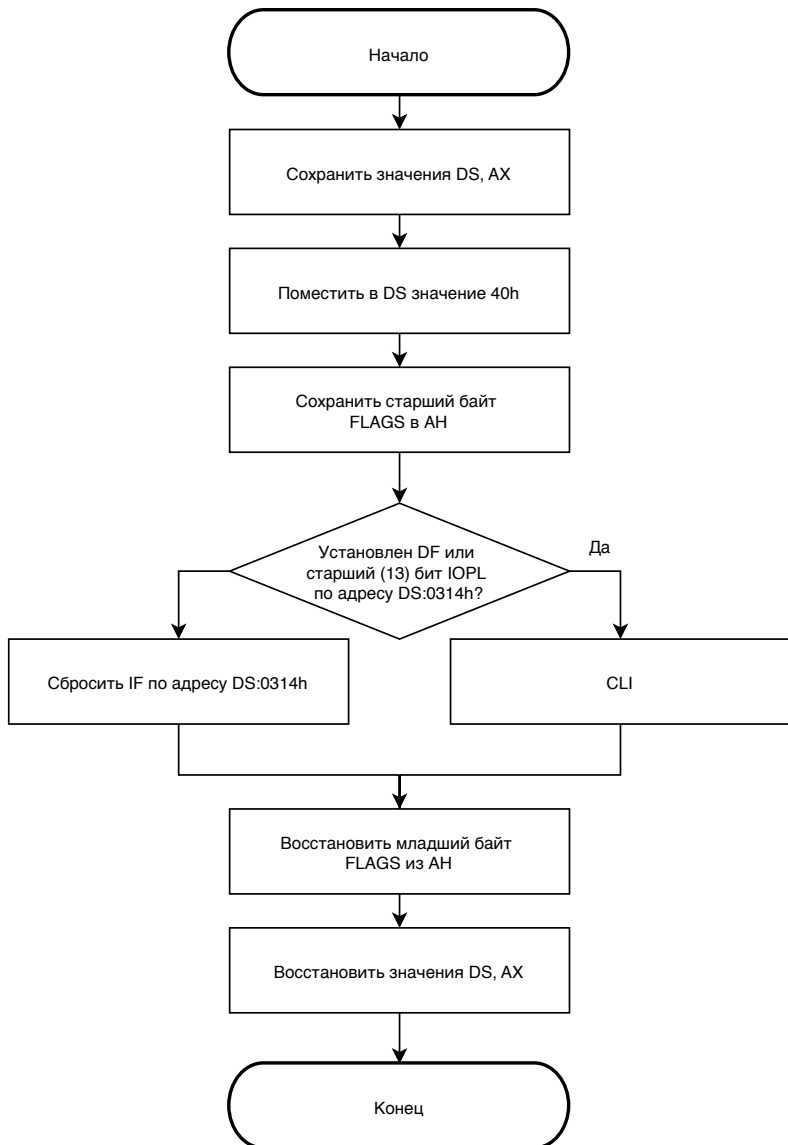 Начало
Сохранить значения DS, AX
Поместить в DS значение 40h
Сохранить старший байт
FLAGS в AH
Установлен DF или
старший (13) бит IOPL
по адресу DS:0314h?
Да
Сбросить IF по адресу DS:0314h
CLI
Восстановить младший байт
FLAGS из AH
Восстановить значения DS, AX
Конец